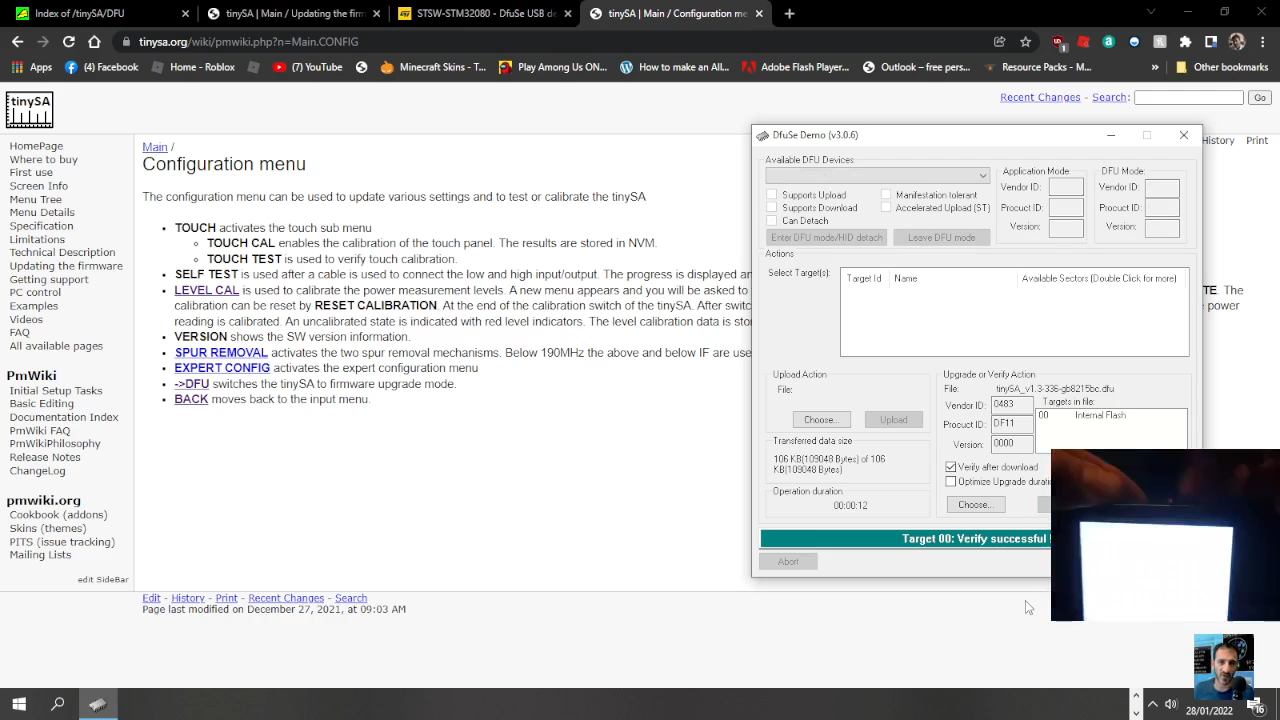 Index of /tinySA/DFU
tinySA | Main / Updating the firm
STSW-STM32080 - DfuSe USB de
tinySA | Main / Configuration men
tinysa.org/wiki/pmwiki.php?n=Main.CONFIG
Apps
(4) Facebook
Home - Roblox
(7) YouTube
Minecraft Skins - T...
Play Among Us ON...
How to make an All...
Adobe Flash Player...
Outlook – free pers...
Resource Packs - M...
Other bookmarks
tinySA
Recent Changes - Search:
Go
History Print
HomePage
Where to buy
First use
Screen Info
Menu Tree
Menu Details
Specification
Limitations
Technical Description
Updating the firmware
Getting support
PC control
Examples
Videos
FAQ
All available pages
PmWiki
Initial Setup Tasks
Basic Editing
Documentation Index
PmWiki FAQ
PmWikiPhilosophy
Release Notes
ChangeLog
pmwiki.org
Cookbook (addons)
Skins (themes)
PITS (issue tracking)
Mailing Lists
edit SideBar
Main /
Configuration menu
The configuration menu can be used to update various settings and to test or calibrate the tinySA
TOUCH activates the touch sub menu
TOUCH CAL enables the calibration of the touch panel. The results are stored in NVM.
TOUCH TEST is used to verify touch calibration.
SELF TEST is used after a cable is used to connect the low and high input/output. The progress is displayed an
LEVEL CAL is used to calibrate the power measurement levels. A new menu appears and you will be asked to
TE. The
calibration can be reset by RESET CALIBRATION. At the end of the calibration switch of the tinySA. After switc
power
reading is calibrated. An uncalibrated state is indicated with red level indicators. The level calibration data is sto
VERSION shows the SW version information.
SPUR REMOVAL activates the two spur removal mechanisms. Below 190MHz the above and below IF are use
EXPERT CONFIG activates the expert configuration menu
->DFU switches the tinySA to firmware upgrade mode.
BACK moves back to the input menu.
Edit - History - Print - Recent Changes - Search
Page last modified on December 27, 2021, at 09:03 AM
DfuSe Demo (v3.0.6)
Available DFU Devices
Supports Upload
Supports Download
Can Detach
Manifestation tolerant
Accelerated Upload (ST)
Enter DFU mode/HID detach
Leave DFU mode
Application Mode:
Vendor ID:
Procuct ID:
Version:
DFU Mode:
Vendor ID:
Procuct ID:
Version:
Actions
Select Target(s):
Target Id
Name
Available Sectors (Double Click for more)
Upload Action
File:
Choose...
Upload
Transferred data size
106 KB(109048 Bytes) of 106
KB(109048 Bytes)
Operation duration
00:00:12
Upgrade or Verify Action
File:
tinySA_v1.3-336-gb8215bc.dfu
Vendor ID:
0483
Targets in file:
00 Internal Flash
Procuct ID:
DF11
Version:
0000
Verify after download
Optimize Upgrade duratio
Choose...
Target 00: Verify successful !
Abort
28/01/2022
16